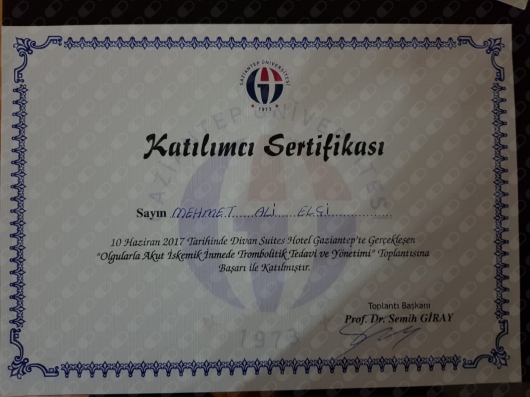 GAZİANTEP ÜNİVERSİTESİ
1973
Katılımcı Sertifikası
Sayın MEHMET ALİ ELÇİ
10 Haziran 2017 Tarihinde Divan Suites Hotel Gaziantep'te Gerçekleşen
"Olgularla Akut İskemik İnmede Trombolitik Tedavi ve Yönetimi" Toplantısına
Başarı ile Katılmıştır.
Toplantı Başkanı
Prof. Dr. Semih GİRAY
1973